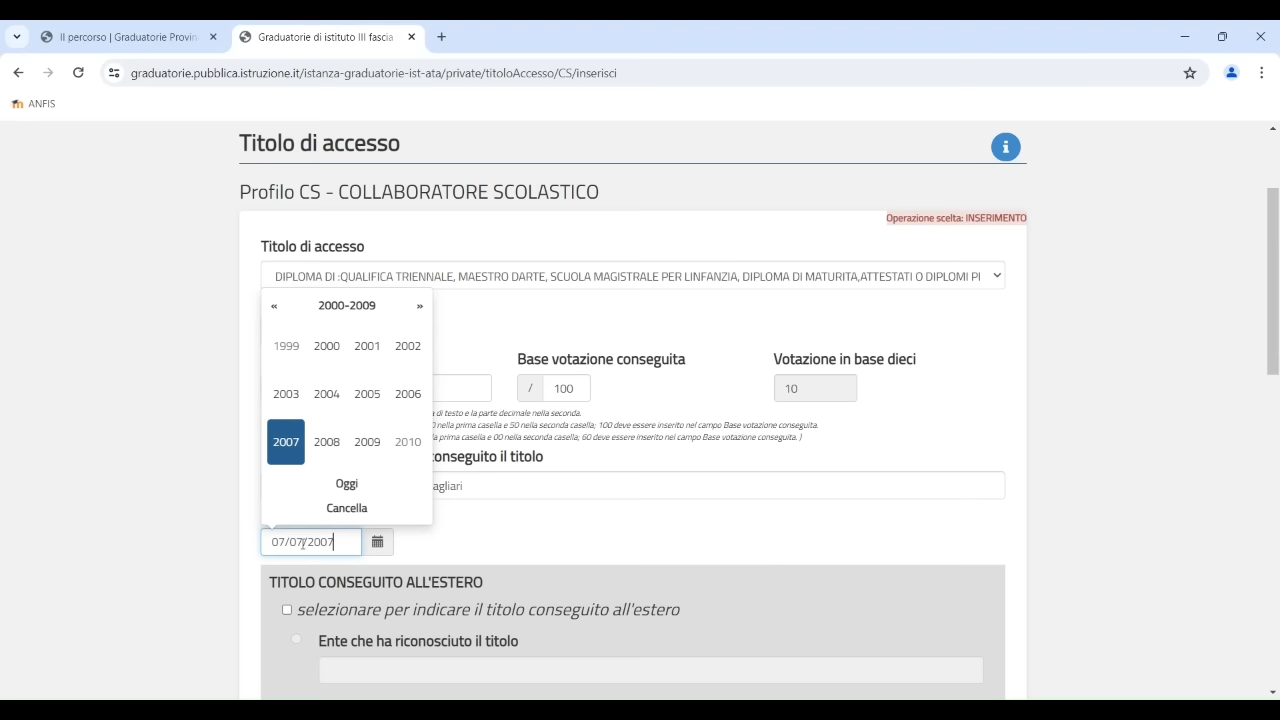 Il percorso | Graduatorie Provin
Graduatorie di istituto III fascia
graduatorie.pubblica.istruzione.it/istanza-graduatorie-ist-ata/private/titoloAccesso/CS/inserisci
ANFIS
Titolo di accesso
Profilo CS - COLLABORATORE SCOLASTICO
Operazione scelta: INSERIMENTO
Titolo di accesso
DIPLOMA DI :QUALIFICA TRIENNALE, MAESTRO DARTE, SCUOLA MAGISTRALE PER LINFANZIA, DIPLOMA DI MATURITA,ATTESTATI O DIPLOMI PI
« 2000-2009 »
1999 2000 2001 2002
2003 2004 2005 2006
2007 2008 2009 2010
Oggi
Cancella
Base votazione conseguita Votazione in base dieci
/ 100 10
di testo e la parte decimale nella seconda.
nella prima casella e 50 nella seconda casella; 100 deve essere inserito nel campo Base votazione conseguita.
la prima casella e 00 nella seconda casella; 60 deve essere inserito nel campo Base votazione conseguita. )
conseguito il titolo
agliari
07/07/2007
TITOLO CONSEGUITO ALL'ESTERO
selezionare per indicare il titolo conseguito all'estero
Ente che ha riconosciuto il titolo